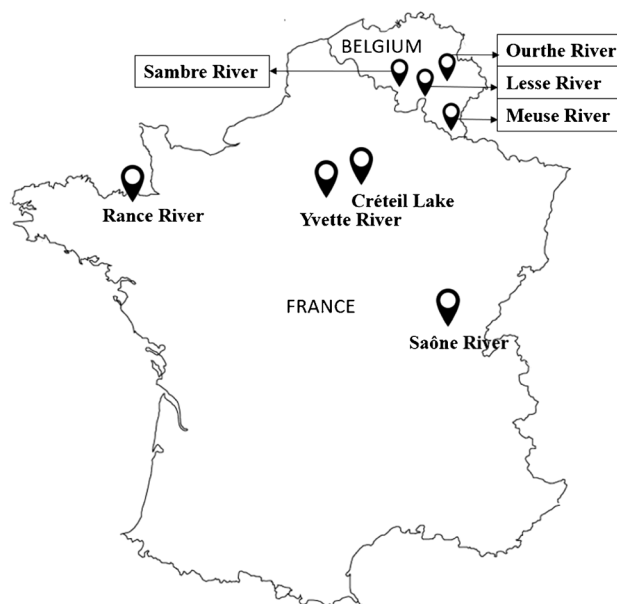 BELGIUM
Ourthe River
Sambre River
Lesse River
Meuse River
Rance River
Créteil Lake
Yvette River
FRANCE
Saône River